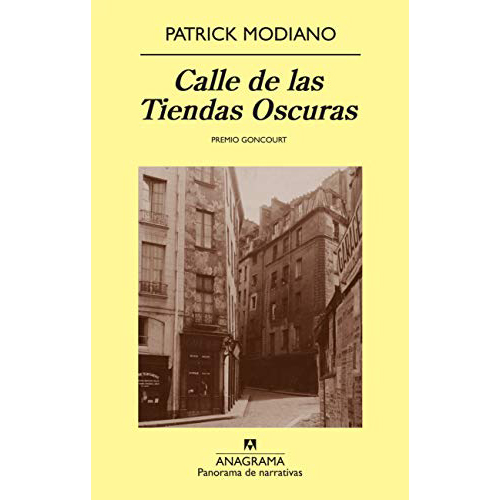 PATRICK MODIANO
Calle de las
Tiendas Oscuras
PREMIO GONCOURT
ANAGRAMA
Panorama de narrativas